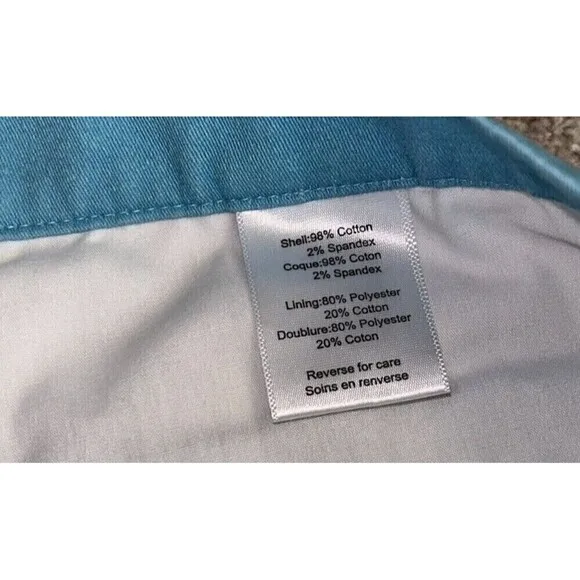 Shell:98% Cotton
2% Spandex
Coque:98% Coton
2% Spandex
Lining:80% Polyester
20% Cotton
Doublure:80% Polyester
20% Coton
Reverse for care
Soins en renverse